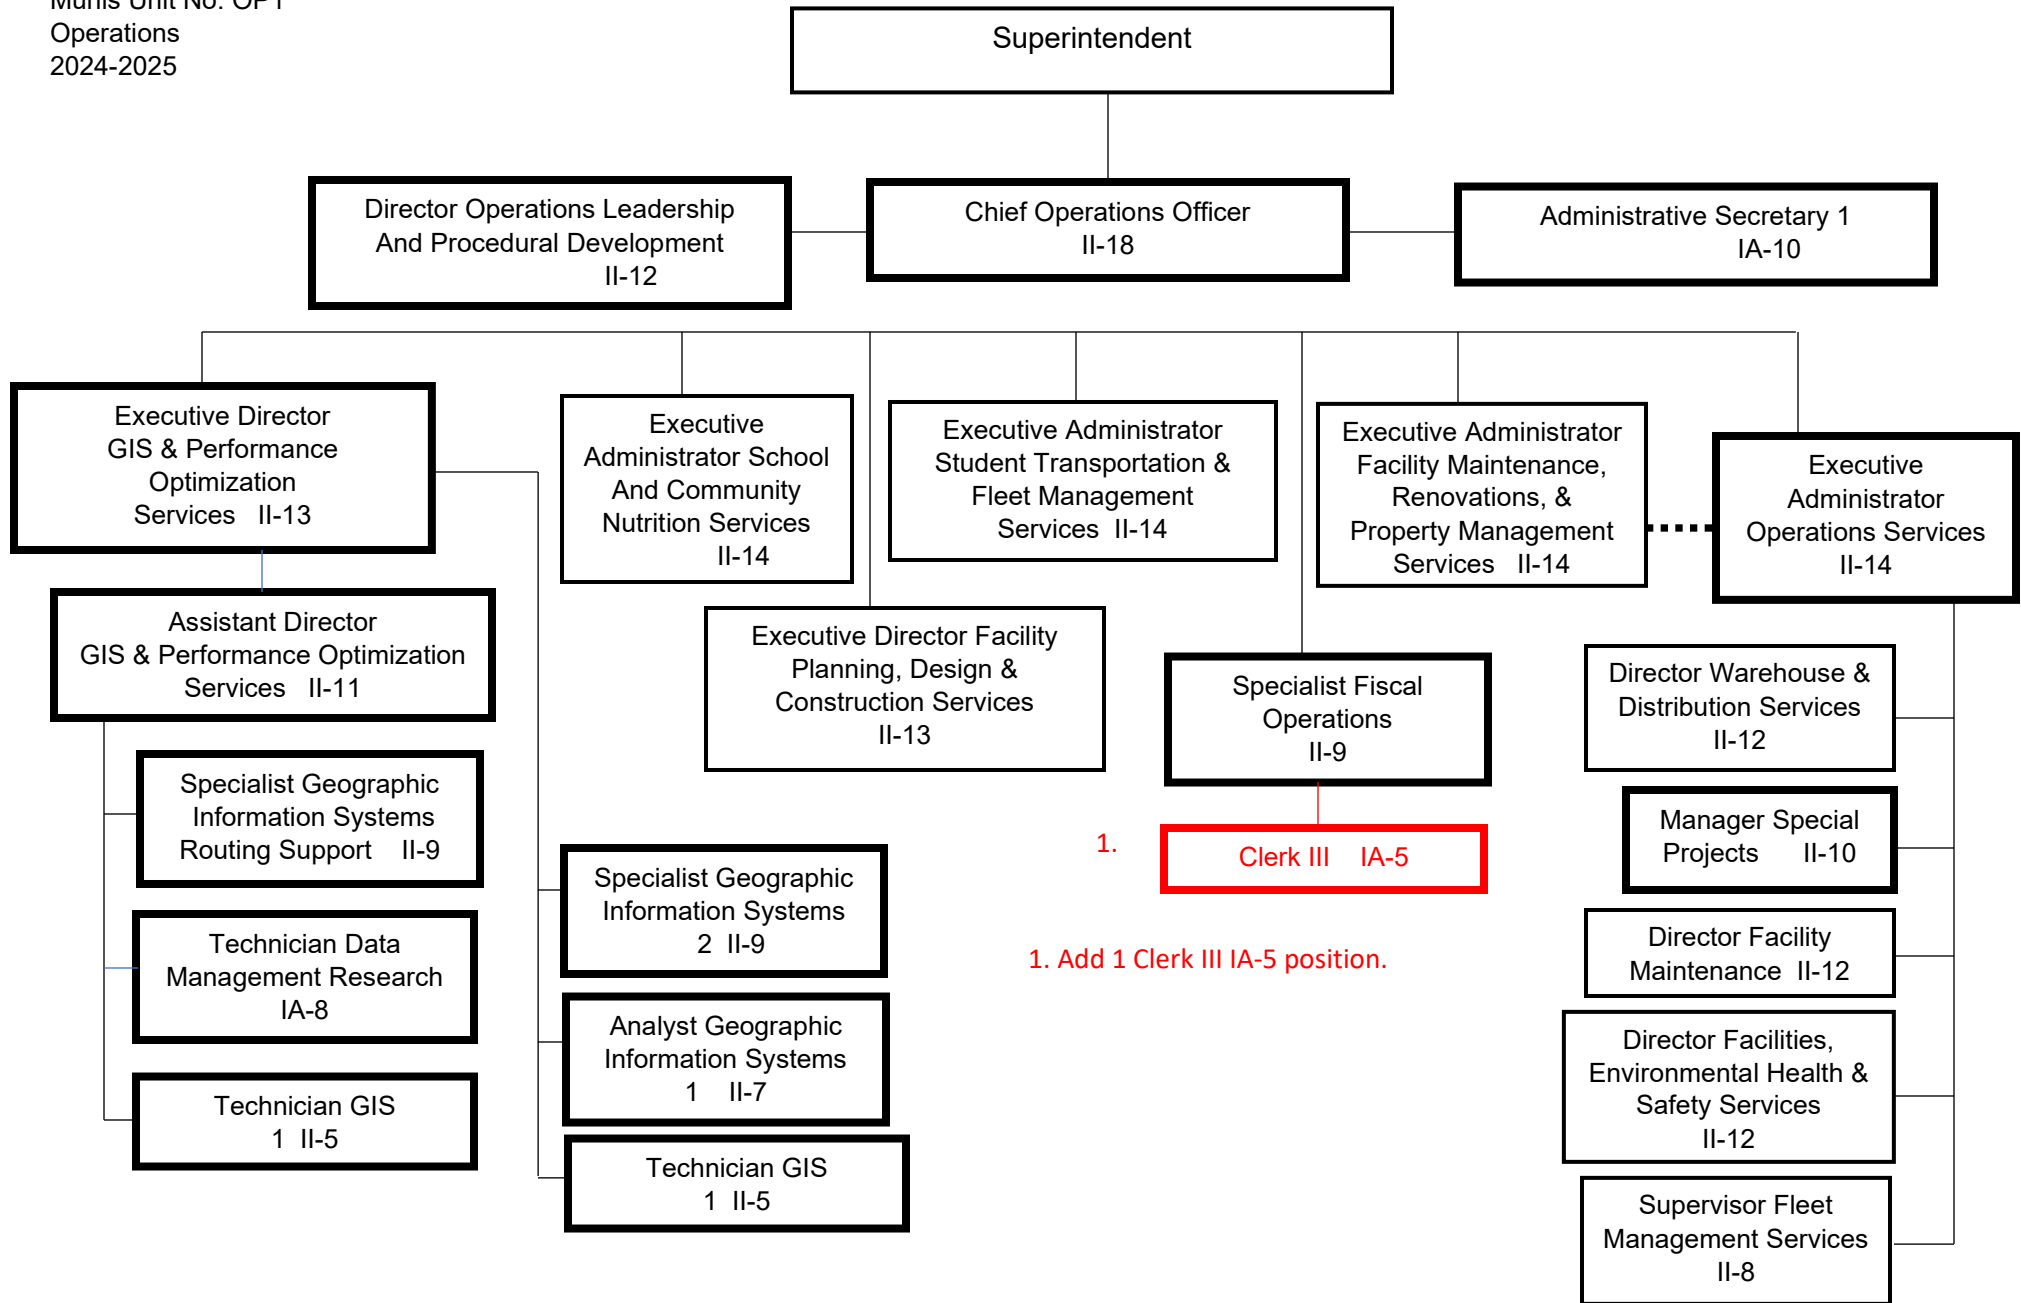 Munis Unit No. OP1
Operations
2024-2025
Superintendent
Director Operations Leadership
And Procedural Development
II-12
Chief Operations Officer
II-18
Administrative Secretary 1
IA-10
Executive Director
GIS & Performance
Optimization
Services II-13
Executive
Administrator School
And Community
Nutrition Services
II-14
Executive Administrator
Student Transportation &
Fleet Management
Services II-14
Executive Administrator
Facility Maintenance,
Renovations, &
Property Management
Services II-14
Executive
Administrator
Operations Services
II-14
Assistant Director
GIS & Performance Optimization
Services II-11
Executive Director Facility
Planning, Design &
Construction Services
II-13
Specialist Fiscal
Operations
II-9
Director Warehouse &
Distribution Services
II-12
Specialist Geographic
Information Systems
Routing Support II-9
1.
Clerk III IA-5
Manager Special
Projects II-10
Specialist Geographic
Information Systems
2 II-9
Technician Data
Management Research
IA-8
1. Add 1 Clerk III IA-5 position.
Director Facility
Maintenance II-12
Analyst Geographic
Information Systems
1 II-7
Director Facilities,
Environmental Health &
Safety Services
II-12
Technician GIS
1 II-5
Technician GIS
1 II-5
Supervisor Fleet
Management Services
II-8